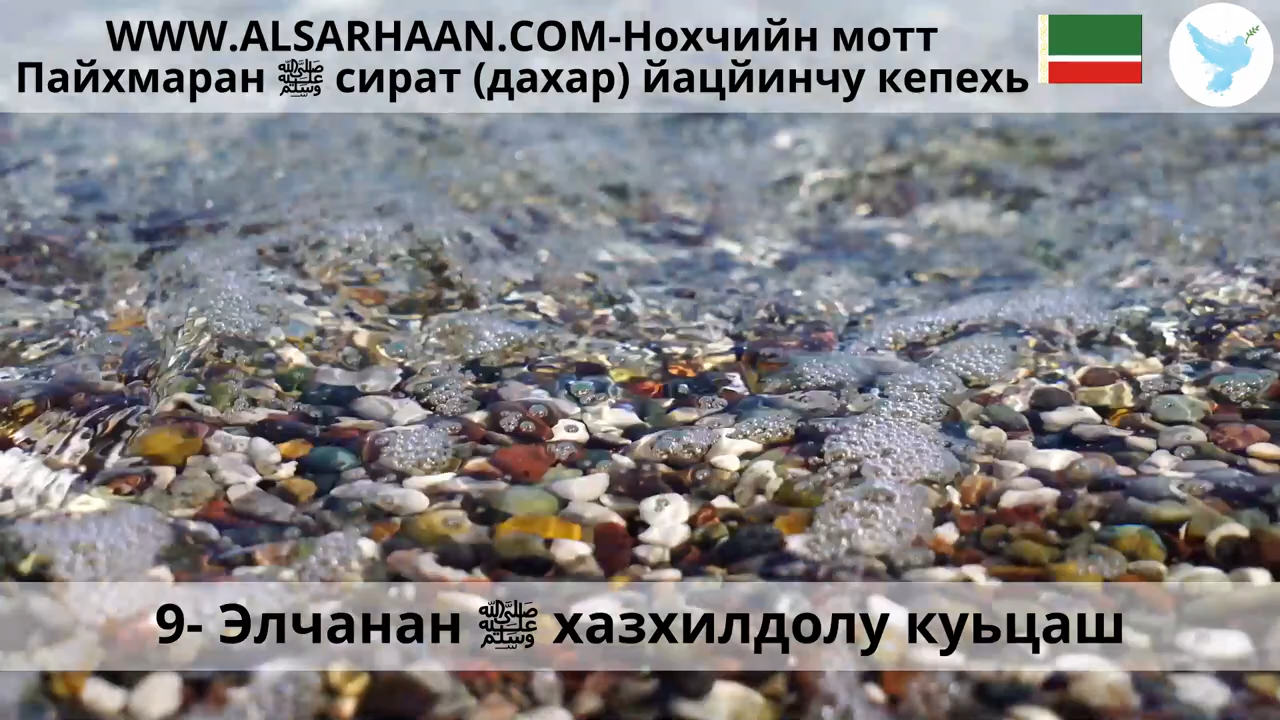 WWW.ALSARHAAN.COM-Нохчийн мотт
Пайхмаран ﷺ сират (дахар) йацйинчу кепехь
9- Элчанан ﷺ хазхилдолу куьцаш